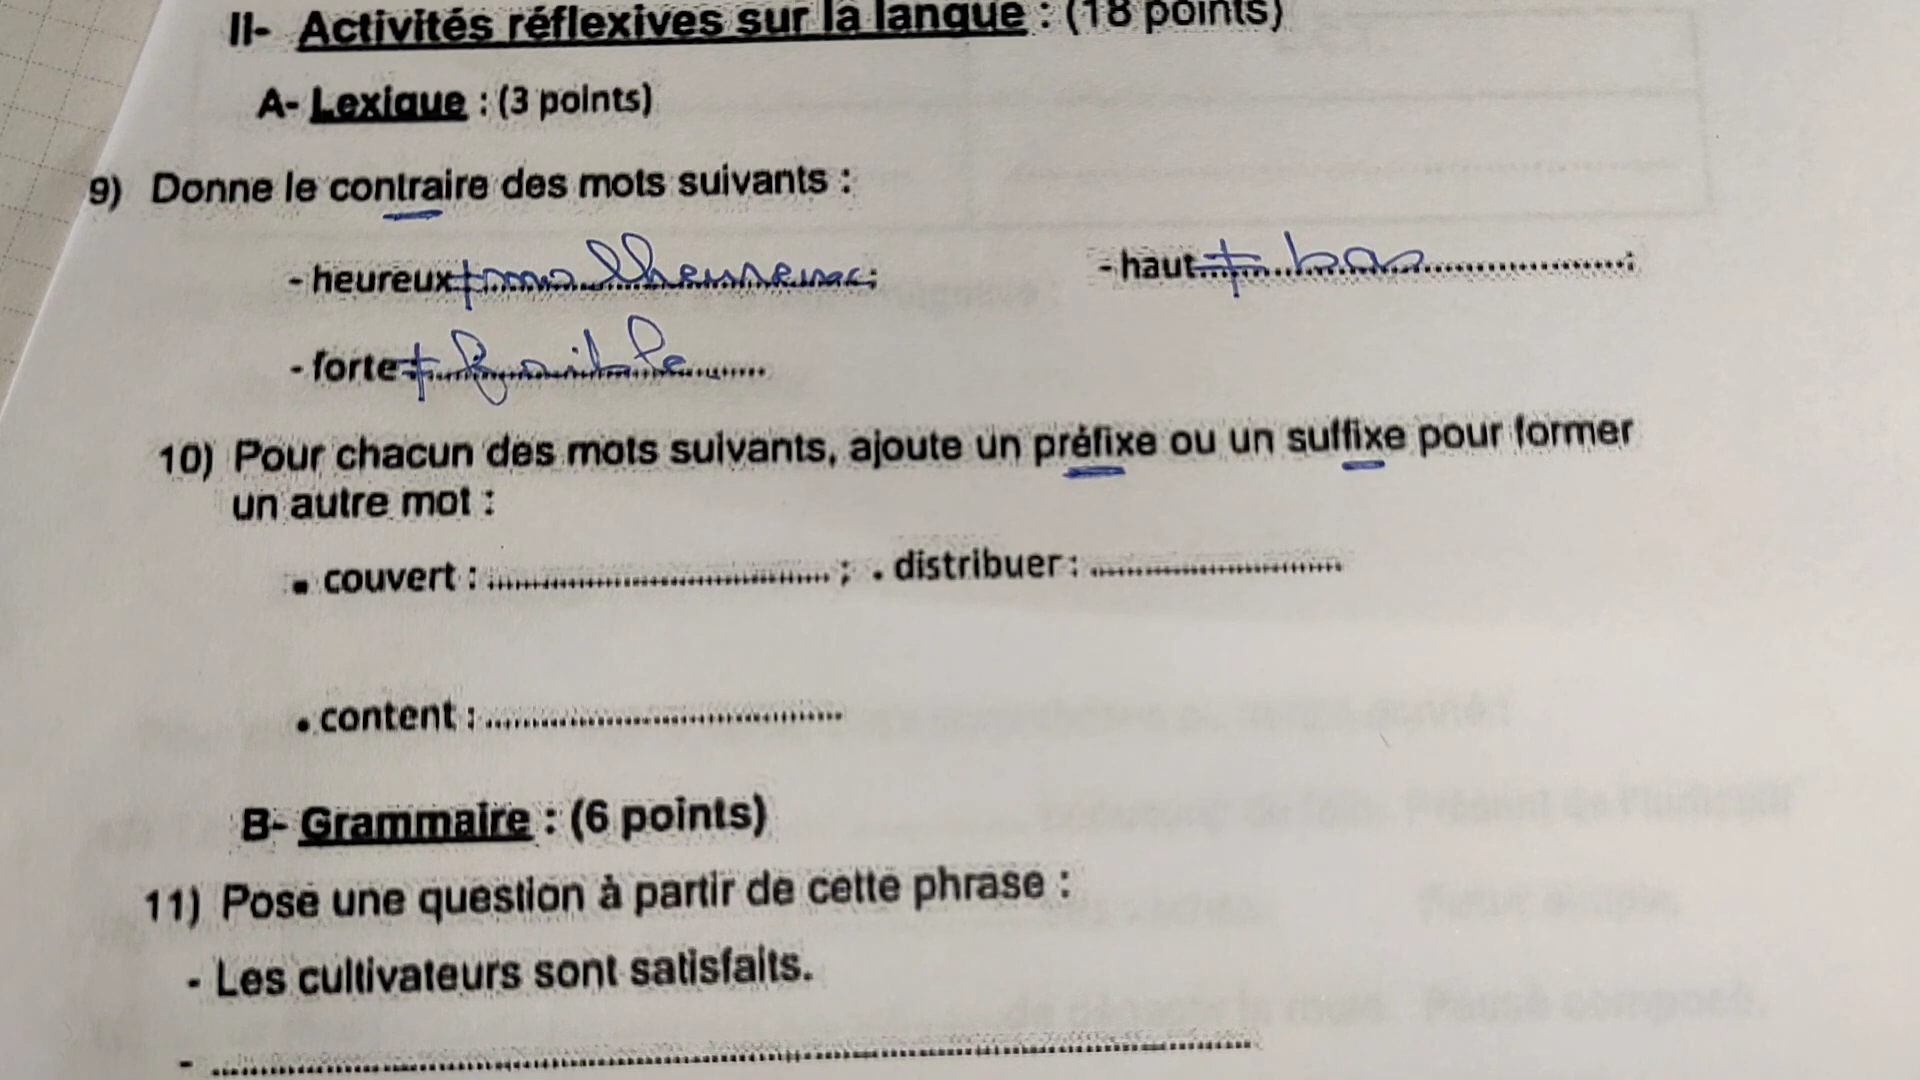 II- Activités réflexives sur la langue : (18 points)
A- Lexique : (3 points)
9) Donne le contraire des mots suivants :
- heureux ≠ malheureux ; - haut ≠ bas ;
- forte ≠ faible
10) Pour chacun des mots suivants, ajoute un préfixe ou un suffixe pour former
un autre mot :
• couvert : .................................... ; . distribuer : ............................
• content : ......................................
B- Grammaire : (6 points)
11) Pose une question à partir de cette phrase :
- Les cultivateurs sont satisfaits.
- ................................................................................